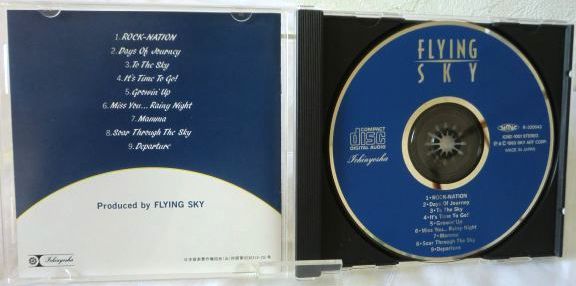 1.ROCK-NATION
2.Days Of Journey
3.To The Sky
4.It's Time To Go!
5.Growin' Up
6.Miss You... Rainy Night
7.Mamma
8.Soar Through The Sky
9.Departure
Produced by FLYING SKY
Ichinyosha
FLYING
SKY
COMPACT
disc
DIGITAL AUDIO
Ichinyosha
STEREO
MADE IN JAPAN
1•ROCK-NATION
2•Days Of Journey
3•To The Sky
4•It's Time To Go!
5•Growin' Up
6•Miss You... Rainy Night
7•Mamma
8•Soar Through The Sky
9•Departure